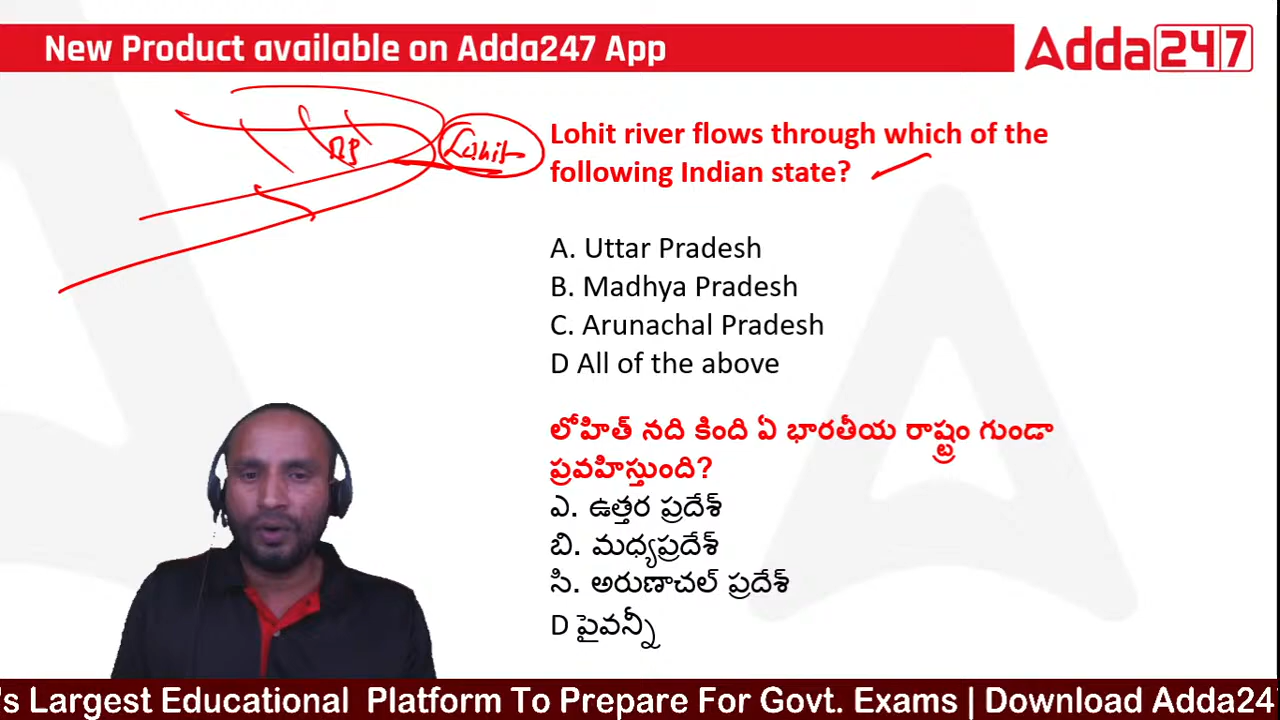 New Product available on Adda247 App
Adda247
Lohit
Lohit river flows through which of the
following Indian state?
A. Uttar Pradesh
B. Madhya Pradesh
C. Arunachal Pradesh
D All of the above
లోహిత్ నది కింది ఏ భారతీయ రాష్ట్రం గుండా
ప్రవహిస్తుంది?
ఎ. ఉత్తర ప్రదేశ్
బి. మధ్యప్రదేశ్
సి. అరుణాచల్ ప్రదేశ్
D పైవన్నీ
's Largest Educational Platform To Prepare For Govt. Exams | Download Adda24